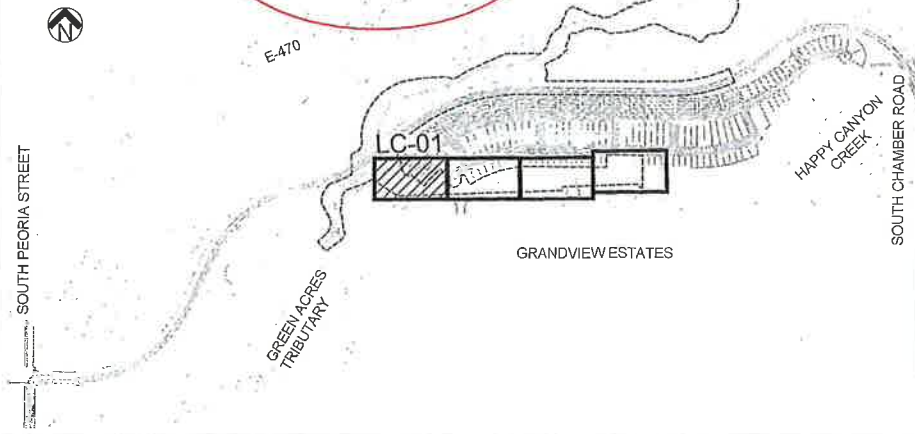 N
E-470
LC-01
SOUTH PEORIA STREET
GREEN ACRES
TRIBUTARY
GRANDVIEW ESTATES
HAPPY CANYON
CREEK
SOUTH CHAMBER ROAD